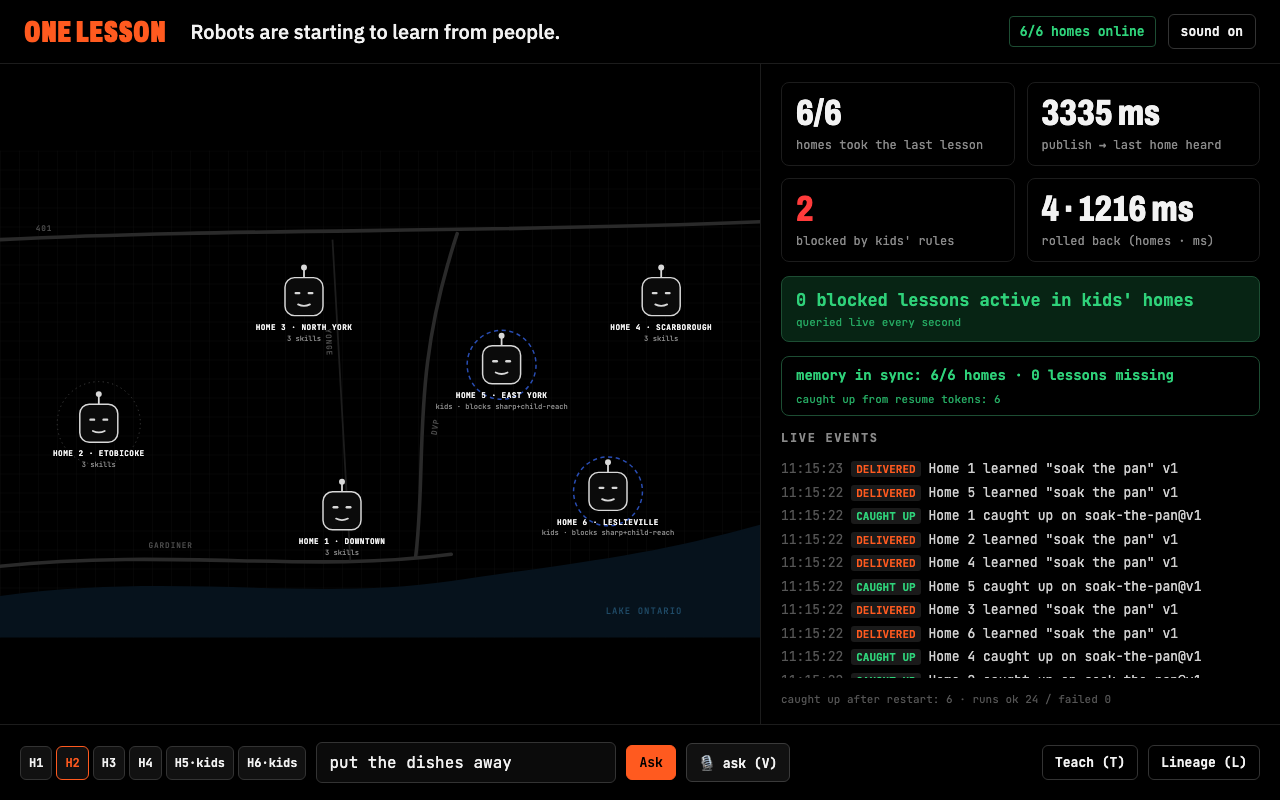 ONE LESSON
Robots are starting to learn from people.
6/6 homes online
sound on
401
HOME 3 · NORTH YORK
3 skills
HOME 4 · SCARBOROUGH
3 skills
HOME 5 · EAST YORK
kids · blocks sharp+child-reach
DVP
HOME 2 · ETOBICOKE
3 skills
HOME 6 · LESLIEVILLE
kids · blocks sharp+child-reach
HOME 1 · DOWNTOWN
3 skills
GARDINER
LAKE ONTARIO
6/6
homes took the last lesson
3335 ms
publish → last home heard
2
blocked by kids' rules
4 · 1216 ms
rolled back (homes · ms)
0 blocked lessons active in kids' homes
queried live every second
memory in sync: 6/6 homes · 0 lessons missing
caught up from resume tokens: 6
LIVE EVENTS
11:15:23 DELIVERED Home 1 learned "soak the pan" v1
11:15:22 DELIVERED Home 5 learned "soak the pan" v1
11:15:22 CAUGHT UP Home 1 caught up on soak-the-pan@v1
11:15:22 DELIVERED Home 2 learned "soak the pan" v1
11:15:22 DELIVERED Home 4 learned "soak the pan" v1
11:15:22 CAUGHT UP Home 5 caught up on soak-the-pan@v1
11:15:22 DELIVERED Home 3 learned "soak the pan" v1
11:15:22 DELIVERED Home 6 learned "soak the pan" v1
11:15:22 CAUGHT UP Home 4 caught up on soak-the-pan@v1
caught up after restart: 6 · runs ok 24 / failed 0
H1
H2
H3
H4
H5·kids
H6·kids
put the dishes away
Ask
ask (V)
Teach (T)
Lineage (L)